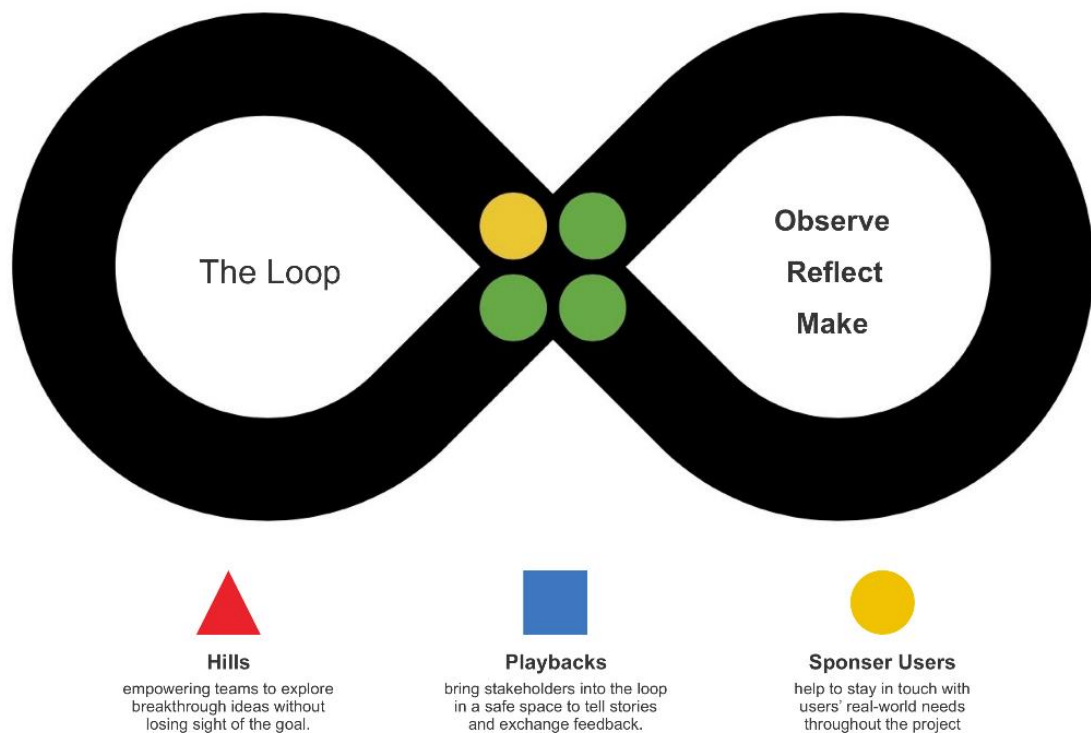 The Loop
Observe
Reflect
Make
Hills
empowering teams to explore
breakthrough ideas without
losing sight of the goal.
Playbacks
bring stakeholders into the loop
in a safe space to tell stories
and exchange feedback.
Sponser Users
help to stay in touch with
users’ real-world needs
throughout the project